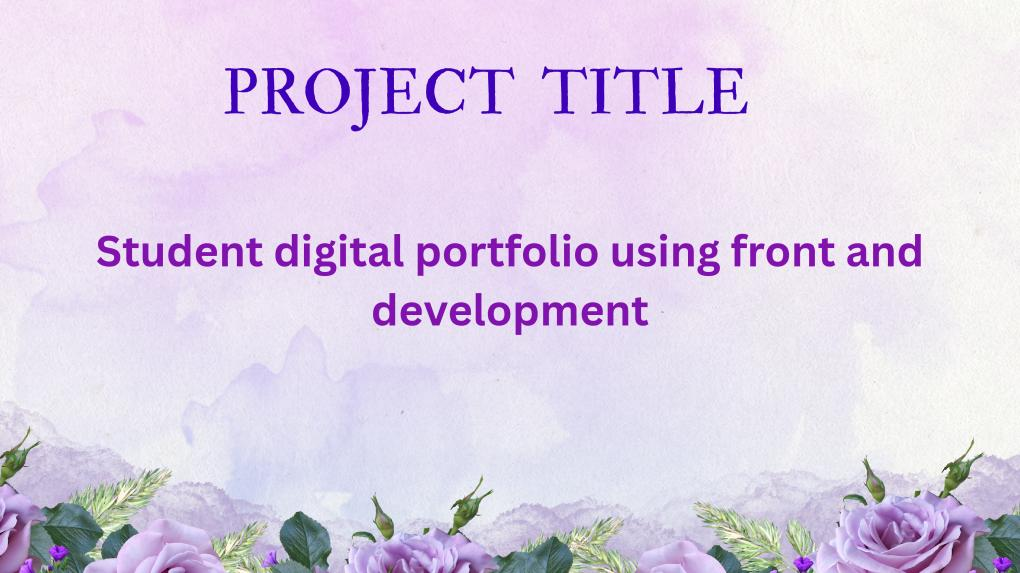 PROJECT TITLE
Student digital portfolio using front and
development